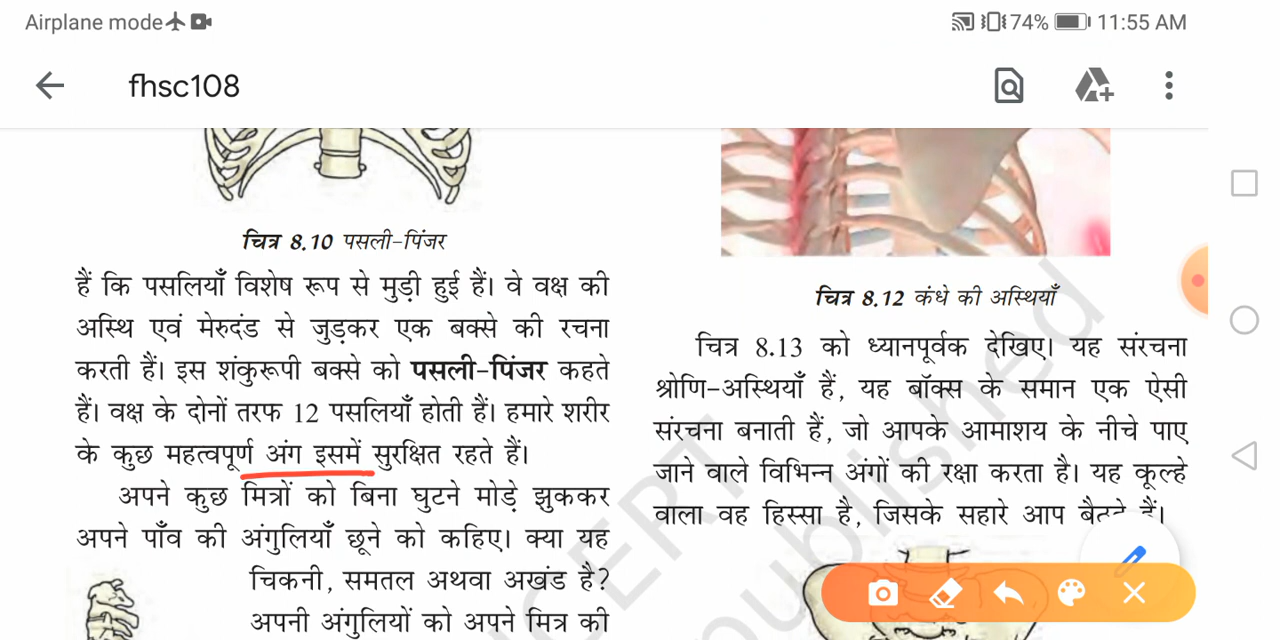 Airplane mode
74% 11:55 AM
fhsc108
चित्र 8.10 पसली-पिंजर
हैं कि पसलियाँ विशेष रूप से मुड़ी हुई हैं। वे वक्ष की
अस्थि एवं मेरुदंड से जुड़कर एक बक्से की रचना
करती हैं। इस शंकुरूपी बक्से को पसली-पिंजर कहते
हैं। वक्ष के दोनों तरफ 12 पसलियाँ होती हैं। हमारे शरीर
के कुछ महत्वपूर्ण अंग इसमें सुरक्षित रहते हैं।
अपने कुछ मित्रों को बिना घुटने मोड़े झुककर
अपने पाँव की अंगुलियाँ छूने को कहिए। क्या यह
चिकनी, समतल अथवा अखंड है?
अपनी अंगुलियों को अपने मित्र की
चित्र 8.12 कंधे की अस्थियाँ
चित्र 8.13 को ध्यानपूर्वक देखिए। यह संरचना
श्रोणि-अस्थियाँ हैं, यह बॉक्स के समान एक ऐसी
संरचना बनाती हैं, जो आपके आमाशय के नीचे पाए
जाने वाले विभिन्न अंगों की रक्षा करता है। यह कूल्हे
वाला वह हिस्सा है, जिसके सहारे आप बैठते हैं।
NCERT
published